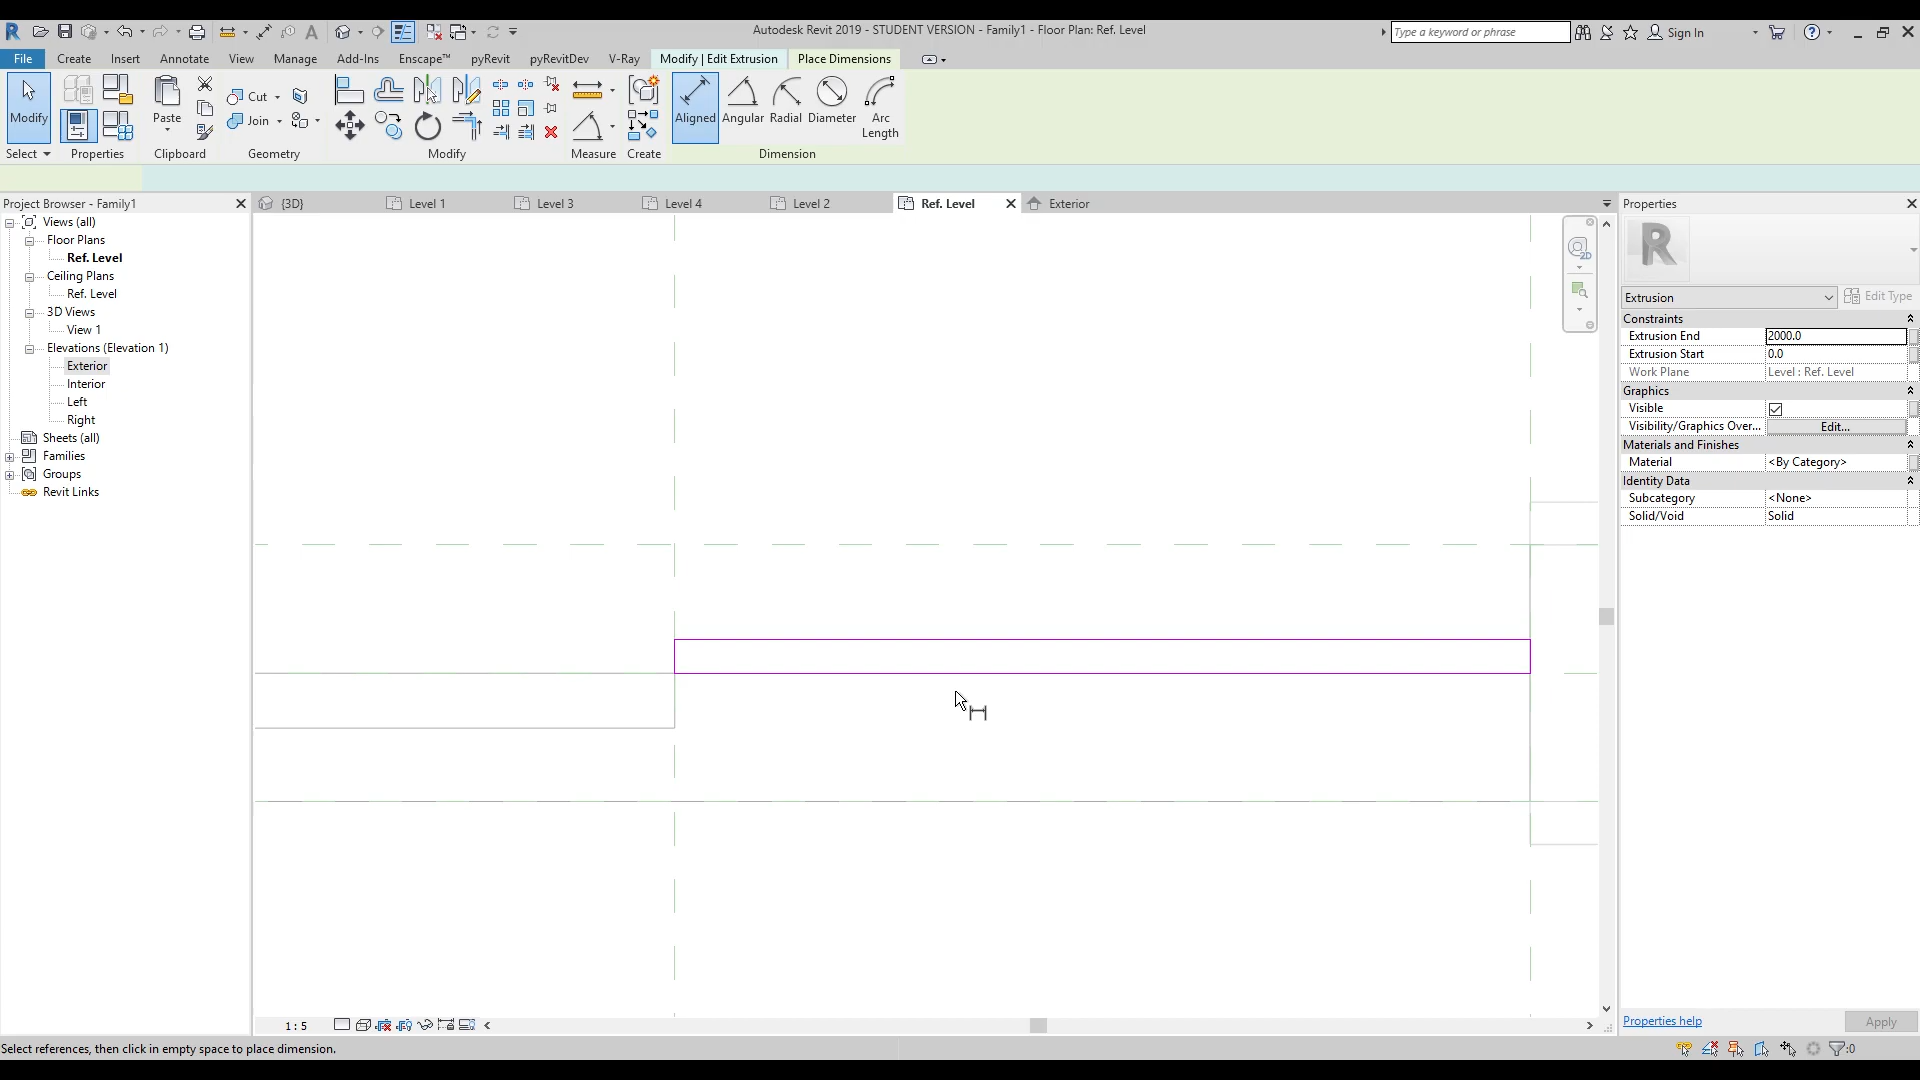 Autodesk Revit 2019 - STUDENT VERSION - Family1 - Floor Plan: Ref. Level
Type a keyword or phrase
Sign In
File Create Insert Annotate View Manage Add-Ins Enscape™ pyRevit pyRevitDev V-Ray Modify | Edit Extrusion Place Dimensions
Modify
Paste
Cut
Join
Aligned Angular Radial Diameter Arc
Length
Select Properties Clipboard Geometry Modify Measure Create Dimension
Project Browser - Family1
{3D} Level 1 Level 3 Level 4 Level 2 Ref. Level Exterior
Properties
Views (all)
Floor Plans
Ref. Level
Ceiling Plans
Ref. Level
3D Views
View 1
Elevations (Elevation 1)
Exterior
Interior
Left
Right
Sheets (all)
Families
Groups
Revit Links
2D
Extrusion
Edit Type
Constraints
Extrusion End 2000.0
Extrusion Start 0.0
Work Plane Level : Ref. Level
Graphics
Visible
Visibility/Graphics Over... Edit...
Materials and Finishes
Material <By Category>
Identity Data
Subcategory <None>
Solid/Void Solid
Properties help
Apply
1 : 5
Select references, then click in empty space to place dimension.
:0